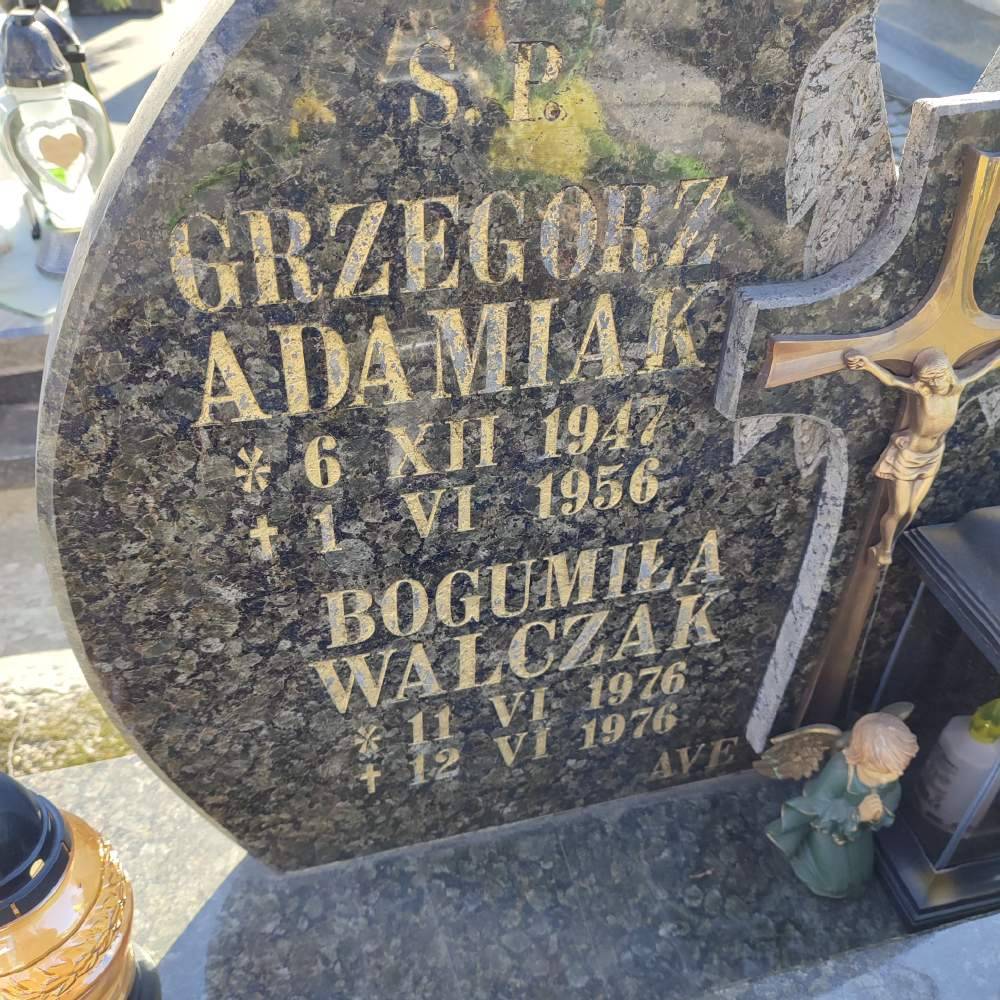 Ś. P.
GRZEGORZ
ADAMIAK
* 6 XII 1947
† 1 VI 1956
BOGUMIŁA
WALCZAK
* 11 VI 1976
† 12 VI 1976
AVE